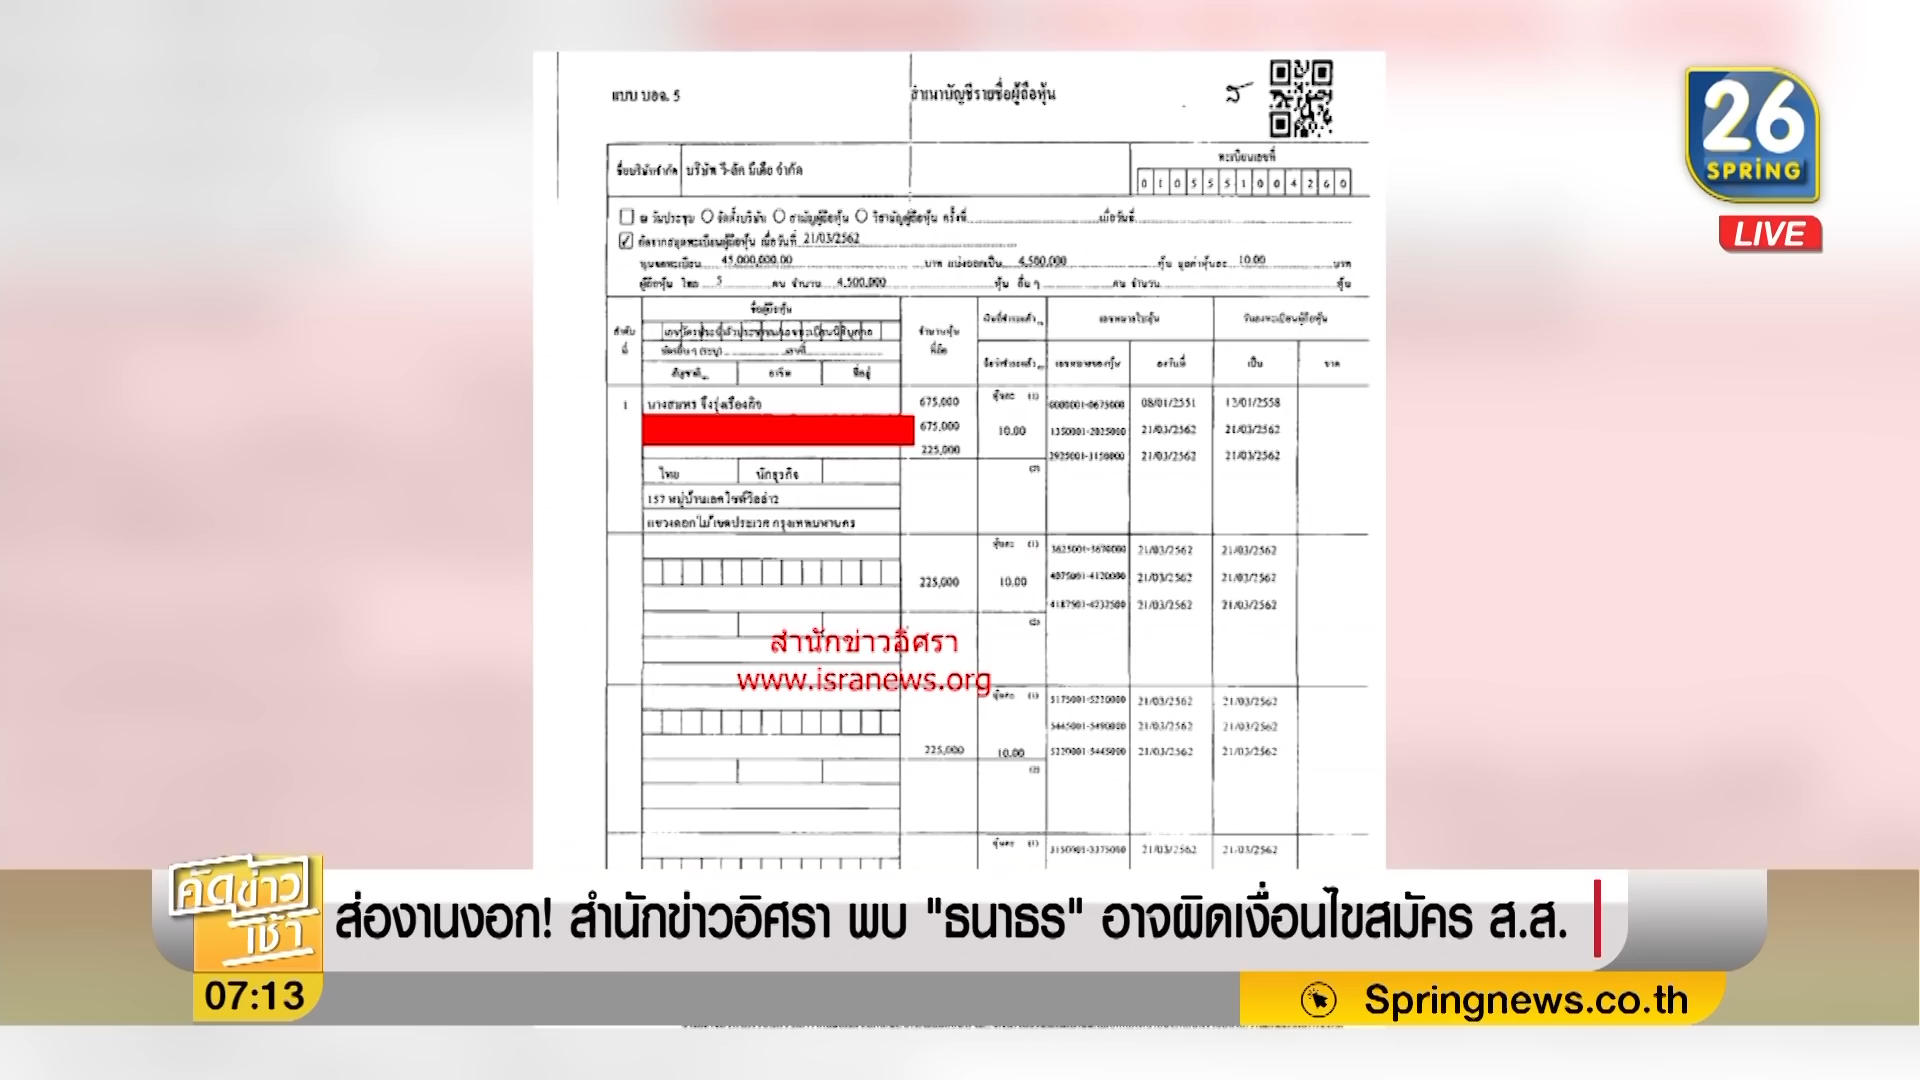 แบบ บอจ. 5
สำเนาบัญชีรายชื่อผู้ถือหุ้น
26
SPRiNG
LIVE
ทะเบียนเลขที่
ชื่อบริษัทจำกัด บริษัท วี-ลัค มีเดีย จำกัด
0105551004260
ณ วันประชุม จัดตั้งบริษัท สามัญผู้ถือหุ้น วิสามัญผู้ถือหุ้น ครั้งที่ เมื่อวันที่
คัดจากสมุดทะเบียนผู้ถือหุ้น เมื่อวันที่ 21/03/2562
ทุนจดทะเบียน 45,000,000.00 บาท แบ่งออกเป็น 4,500,000 หุ้น มูลค่าหุ้นละ 10.00 บาท
ผู้ถือหุ้น ไทย 5 คน จำนวน 4,500,000 หุ้น อื่น ๆ คน จำนวน หุ้น
ลำดับ
ที่
ชื่อผู้ถือหุ้น
สัญชาติ อาชีพ ที่อยู่
จำนวนหุ้น
ที่ถือ
เงินที่ชำระแล้ว
เลขหมายใบหุ้น
วันลงทะเบียนผู้ถือหุ้น
เลขหมายของหุ้น ลงวันที่ เป็น ขาด
1 นางสมพร จึงรุ่งเรืองกิจ 675,000 หุ้นละ (1) 0000001-0675000 08/01/2551 13/01/2558
675,000 10.00 1350001-2025000 21/03/2562 21/03/2562
225,000 2925001-3150000 21/03/2562 21/03/2562
(2)
ไทย นักธุรกิจ
157 หมู่บ้านเลคไซด์วิลล่า2
แขวงดอกไม้ เขตประเวศ กรุงเทพมหานคร
หุ้นละ (1) 3625001-3670000 21/03/2562 21/03/2562
225,000 10.00 4075001-4120000 21/03/2562 21/03/2562
4187501-4232500 21/03/2562 21/03/2562
(2)
สำนักข่าวอิศรา
www.isranews.org
หุ้นละ (1) 5175001-5220000 21/03/2562 21/03/2562
5445001-5490000 21/03/2562 21/03/2562
225,000 10.00 5220001-5445000 21/03/2562 21/03/2562
(2)
หุ้นละ (1) 3150001-3375000 21/03/2562 21/03/2562
คัดข่าว
เช้า
ส่องานงอก! สำนักข่าวอิศรา พบ "ธนาธร" อาจผิดเงื่อนไขสมัคร ส.ส.
07:13
Springnews.co.th